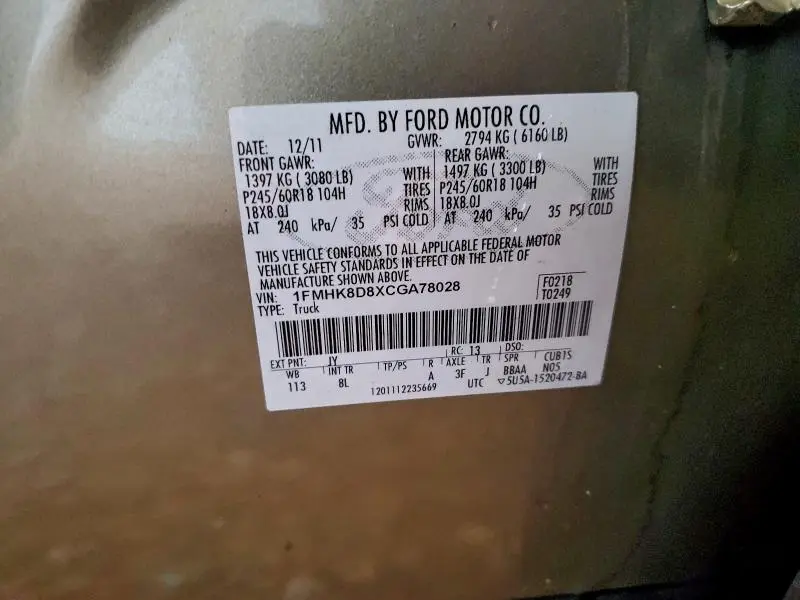 MFD. BY FORD MOTOR CO.
DATE: 12/11 GVWR: 2794 KG ( 6160 LB)
FRONT GAWR: REAR GAWR:
1397 KG ( 3080 LB) WITH 1497 KG ( 3300 LB) WITH
P245/60R18 104H TIRES P245/60R18 104H TIRES
18X8.0J RIMS 18X8.0J RIMS
AT 240 kPa/ 35 PSI COLD AT 240 kPa/ 35 PSI COLD
THIS VEHICLE CONFORMS TO ALL APPLICABLE FEDERAL MOTOR
VEHICLE SAFETY STANDARDS IN EFFECT ON THE DATE OF
MANUFACTURE SHOWN ABOVE.
VIN: 1FMHK8D8XCGA78028 F0218
TYPE: Truck T0249
EXT PNT: JY RC: 13 DSO:
WB INT TR TP/PS R AXLE TR SPR CUB1S
113 8L A 3F J BBAA N05
1201112235669 UTC ▽5U5A-1520472-BA
Ford